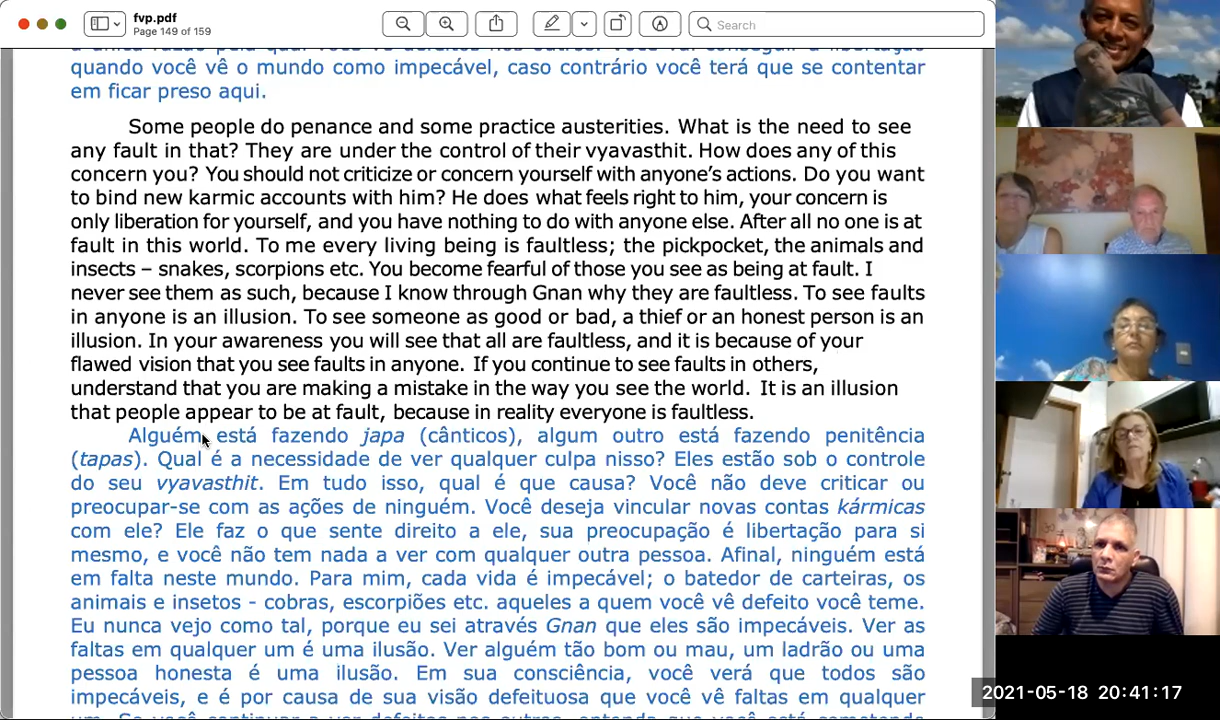 fvp.pdf
Page 149 of 159
Search
quando você vê o mundo como impecável, caso contrário você terá que se contentar
em ficar preso aqui.
Some people do penance and some practice austerities. What is the need to see
any fault in that? They are under the control of their vyavasthit. How does any of this
concern you? You should not criticize or concern yourself with anyone’s actions. Do you want
to bind new karmic accounts with him? He does what feels right to him, your concern is
only liberation for yourself, and you have nothing to do with anyone else. After all no one is at
fault in this world. To me every living being is faultless; the pickpocket, the animals and
insects – snakes, scorpions etc. You become fearful of those you see as being at fault. I
never see them as such, because I know through Gnan why they are faultless. To see faults
in anyone is an illusion. To see someone as good or bad, a thief or an honest person is an
illusion. In your awareness you will see that all are faultless, and it is because of your
flawed vision that you see faults in anyone. If you continue to see faults in others,
understand that you are making a mistake in the way you see the world. It is an illusion
that people appear to be at fault, because in reality everyone is faultless.
Alguém está fazendo japa (cânticos), algum outro está fazendo penitência
(tapas). Qual é a necessidade de ver qualquer culpa nisso? Eles estão sob o controle
do seu vyavasthit. Em tudo isso, qual é que causa? Você não deve criticar ou
preocupar-se com as ações de ninguém. Você deseja vincular novas contas kármicas
com ele? Ele faz o que sente direito a ele, sua preocupação é libertação para si
mesmo, e você não tem nada a ver com qualquer outra pessoa. Afinal, ninguém está
em falta neste mundo. Para mim, cada vida é impecável; o batedor de carteiras, os
animais e insetos - cobras, escorpiões etc. aqueles a quem você vê defeito você teme.
Eu nunca vejo como tal, porque eu sei através Gnan que eles são impecáveis. Ver as
faltas em qualquer um é uma ilusão. Ver alguém tão bom ou mau, um ladrão ou uma
pessoa honesta é uma ilusão. Em sua consciência, você verá que todos são
impecáveis, e é por causa de sua visão defeituosa que você vê faltas em qualquer
2021-05-18 20:41:17